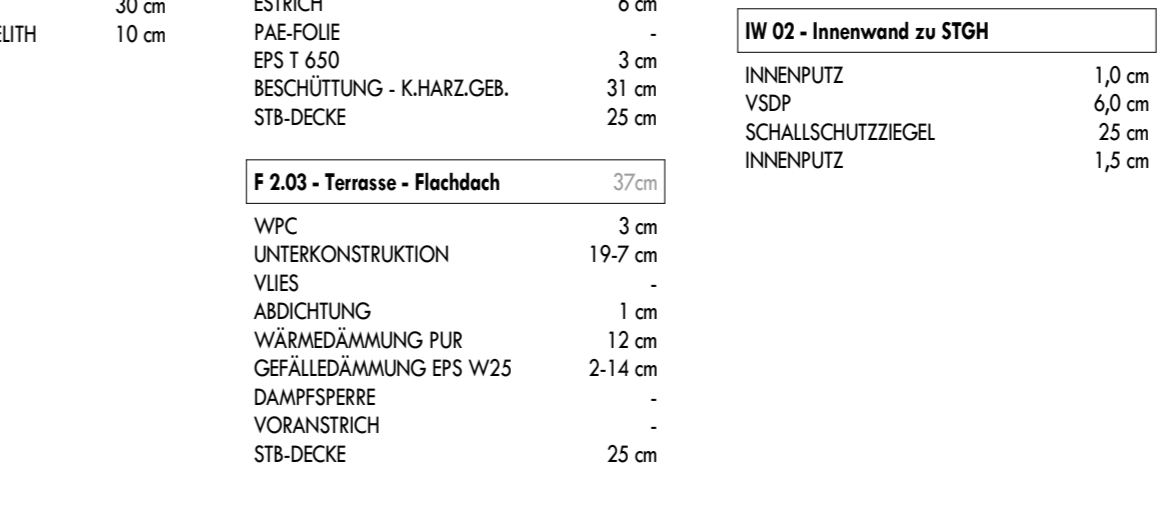 30 cm
10 cm
ESTRICH 6 cm
PAE-FOLIE -
EPS T 650 3 cm
BESCHÜTTUNG - K.HARZ.GEB. 31 cm
STB-DECKE 25 cm
F 2.03 - Terrasse - Flachdach 37cm
WPC 3 cm
UNTERKONSTRUKTION 19-7 cm
VLIES -
ABDICHTUNG 1 cm
WÄRMEDÄMMUNG PUR 12 cm
GEFÄLLEDÄMMUNG EPS W25 2-14 cm
DAMPFSPERRE -
VORANSTRICH -
STB-DECKE 25 cm
IW 02 - Innenwand zu STGH
INNENPUTZ 1,0 cm
VSDP 6,0 cm
SCHALLSCHUTZZIEGEL 25 cm
INNENPUTZ 1,5 cm